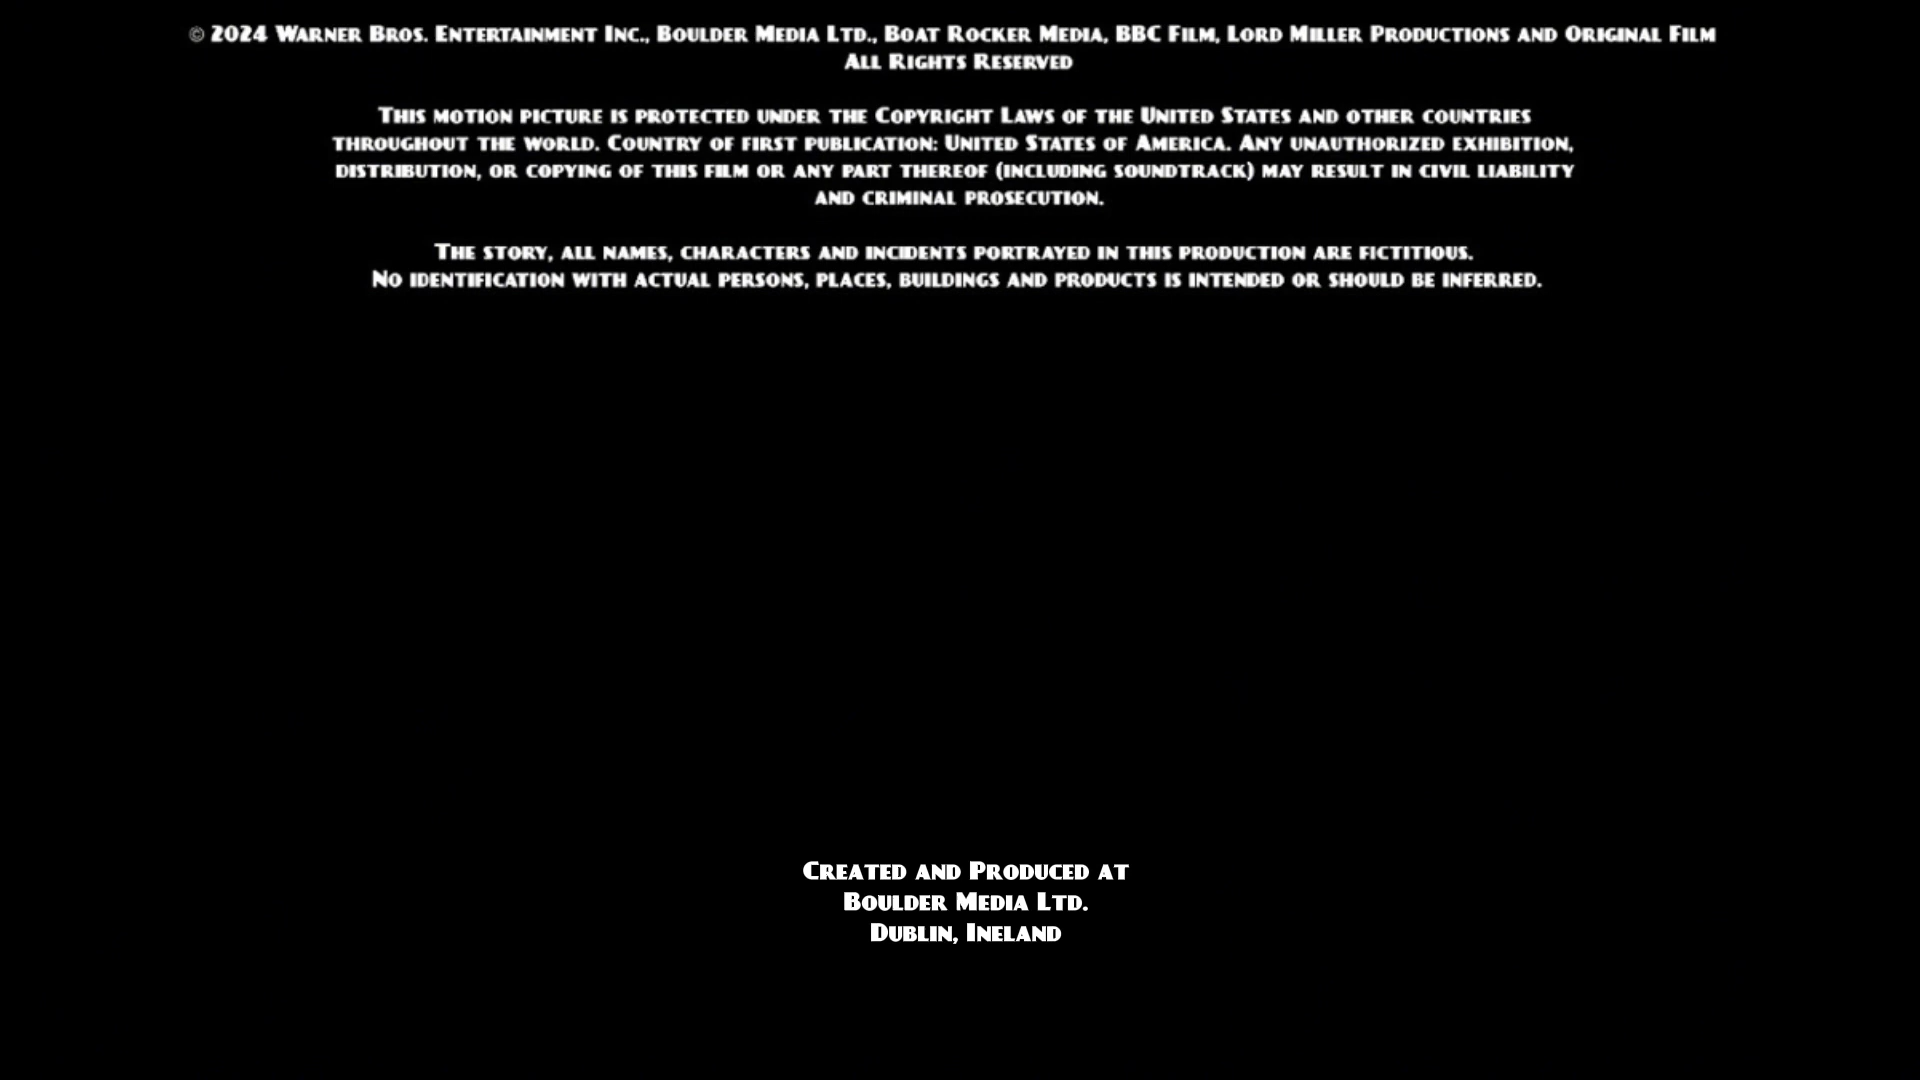 © 2024 Warner Bros. Entertainment Inc., Boulder Media Ltd., Boat Rocker Media, BBC Film, Lord Miller Productions and Original Film
All Rights Reserved
This motion picture is protected under the Copyright Laws of the United States and other countries
throughout the world. Country of first publication: United States of America. Any unauthorized exhibition,
distribution, or copying of this film or any part thereof (including soundtrack) may result in civil liability
and criminal prosecution.
The story, all names, characters and incidents portrayed in this production are fictitious.
No identification with actual persons, places, buildings and products is intended or should be inferred.
Created and Produced at
Boulder Media Ltd.
Dublin, Ineland